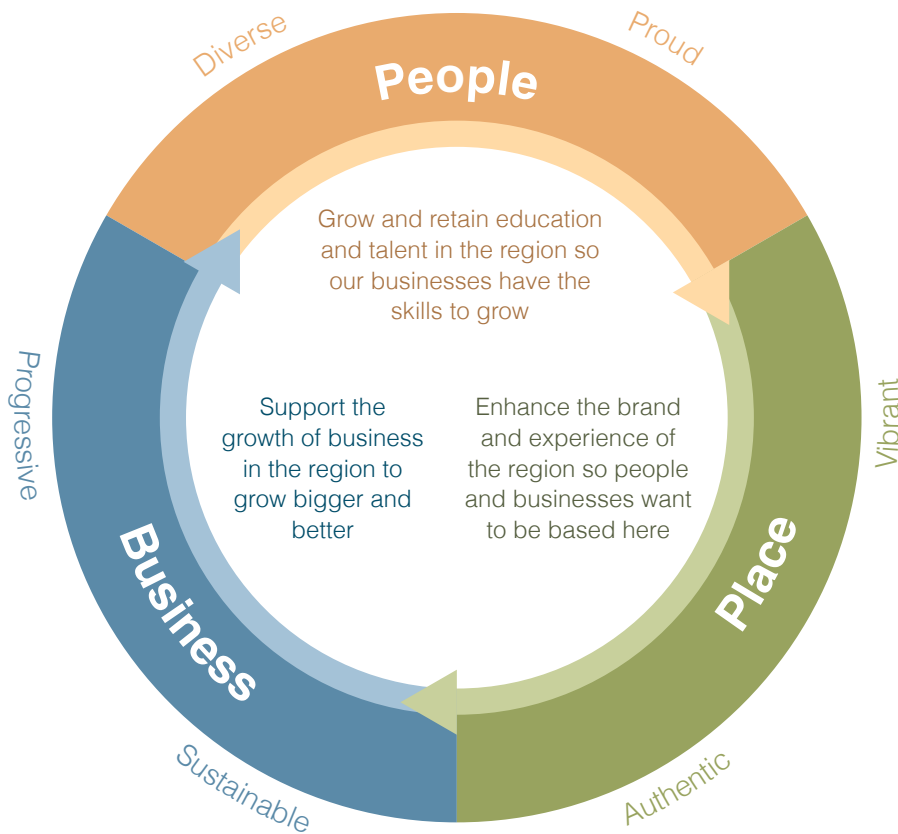 Diverse
Proud
People
Grow and retain education
and talent in the region so
our businesses have the
skills to grow
Progressive
Vibrant
Support the
growth of business
in the region to
grow bigger and
better
Enhance the brand
and experience of
the region so people
and businesses want
to be based here
Business
Place
Sustainable
Authentic